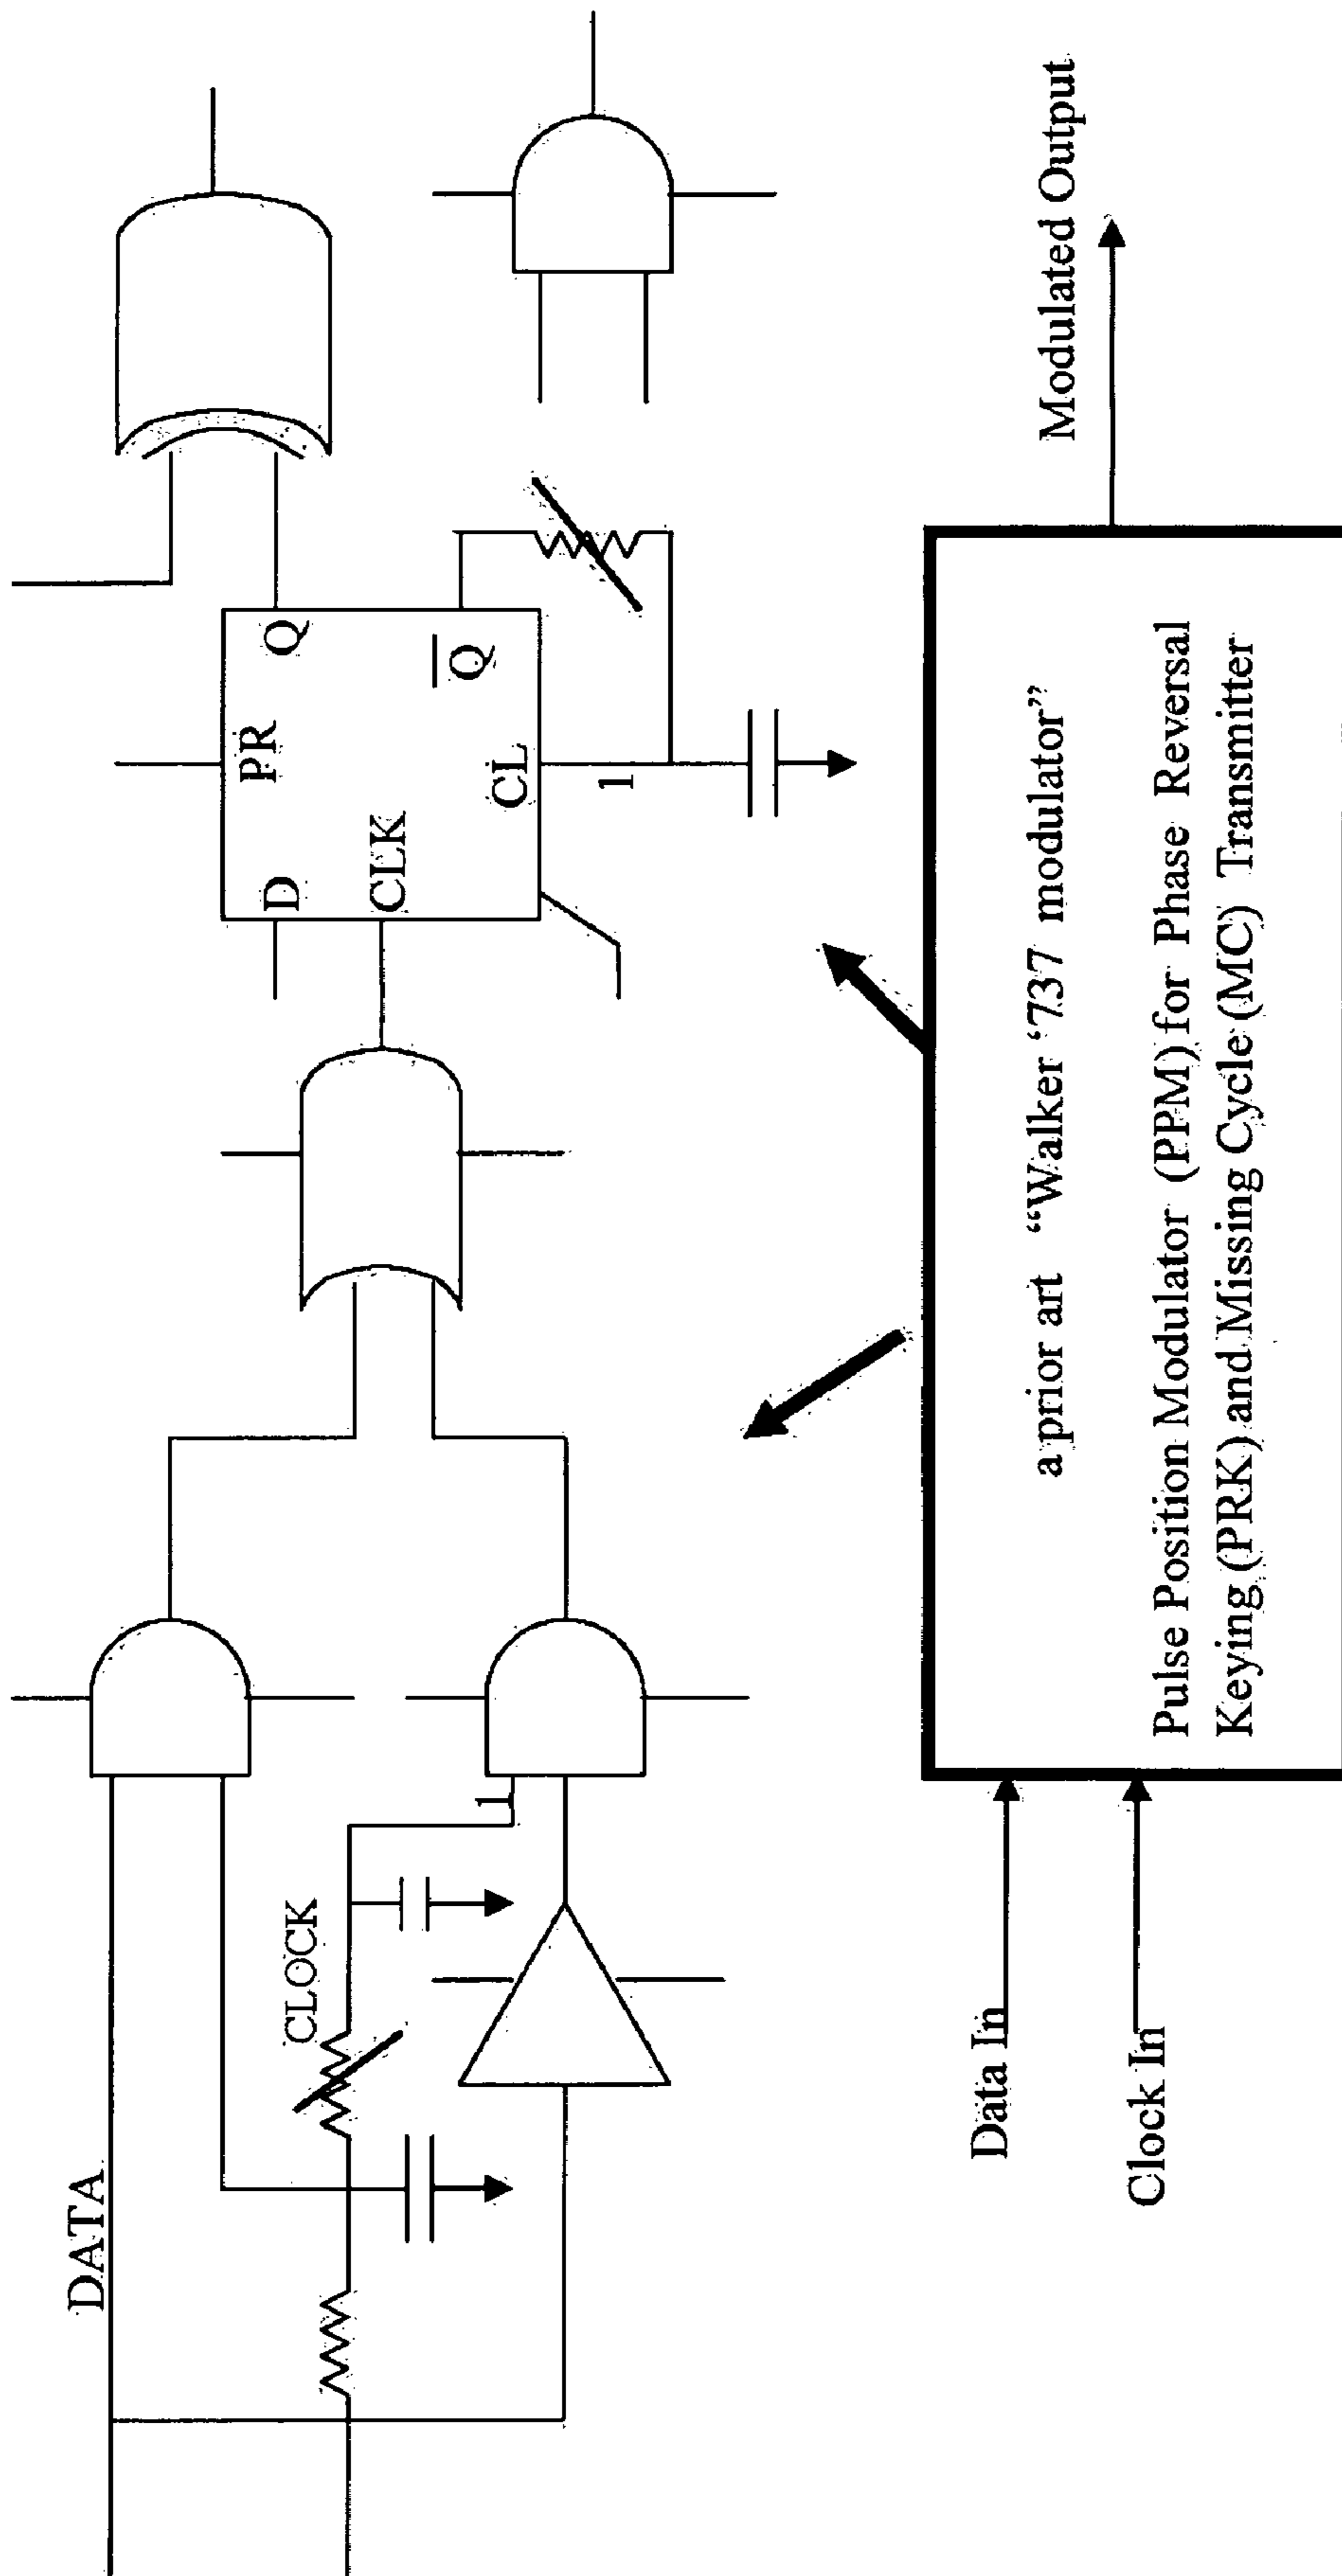 DATA
CLOCK
1
D
PR
Q
CLK
Q
CL
1
a prior art "Walker '737 modulator"
Pulse Position Modulator (PPM) for Phase Reversal
Keying (PRK) and Missing Cycle (MC) Transmitter
Data In
Clock In
Modulated Output